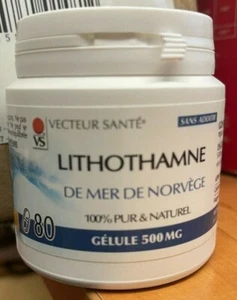 SANS ADDITIF
VECTEUR SANTÉ®
VS
LITHOTHAMNE
DE MER DE NORVÈGE
100% PUR & NATUREL
80
GÉLULE 500 MG